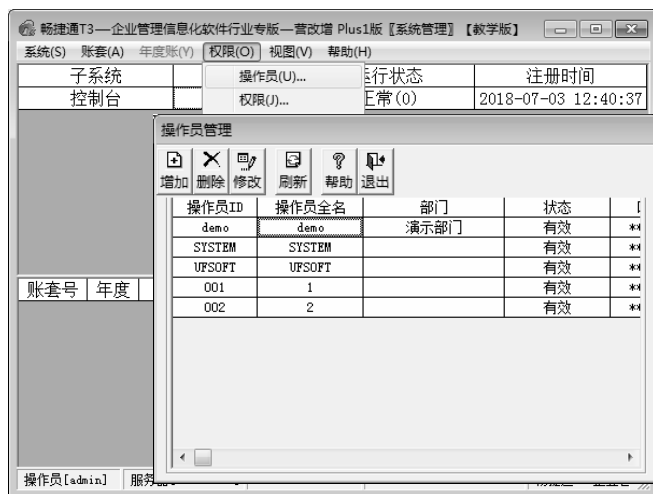 畅捷通T3—企业管理信息化软件行业专版—营改增 Plus1版〖系统管理〗【教学版】
系统(S) 账套(A) 年度账(Y) 权限(O) 视图(V) 帮助(H)
子系统 运行状态 注册时间
操作员(U)...
控制台 正常(0) 2018-07-03 12:40:37
权限(J)...
操作员管理
增加 删除 修改 刷新 帮助 退出
操作员ID 操作员全名 部门 状态
demo demo 演示部门 有效 **
SYSTEM SYSTEM 有效 **
UFSOFT UFSOFT 有效 **
001 1 有效 **
002 2 有效 **
账套号 年度
操作员[admin] 服务